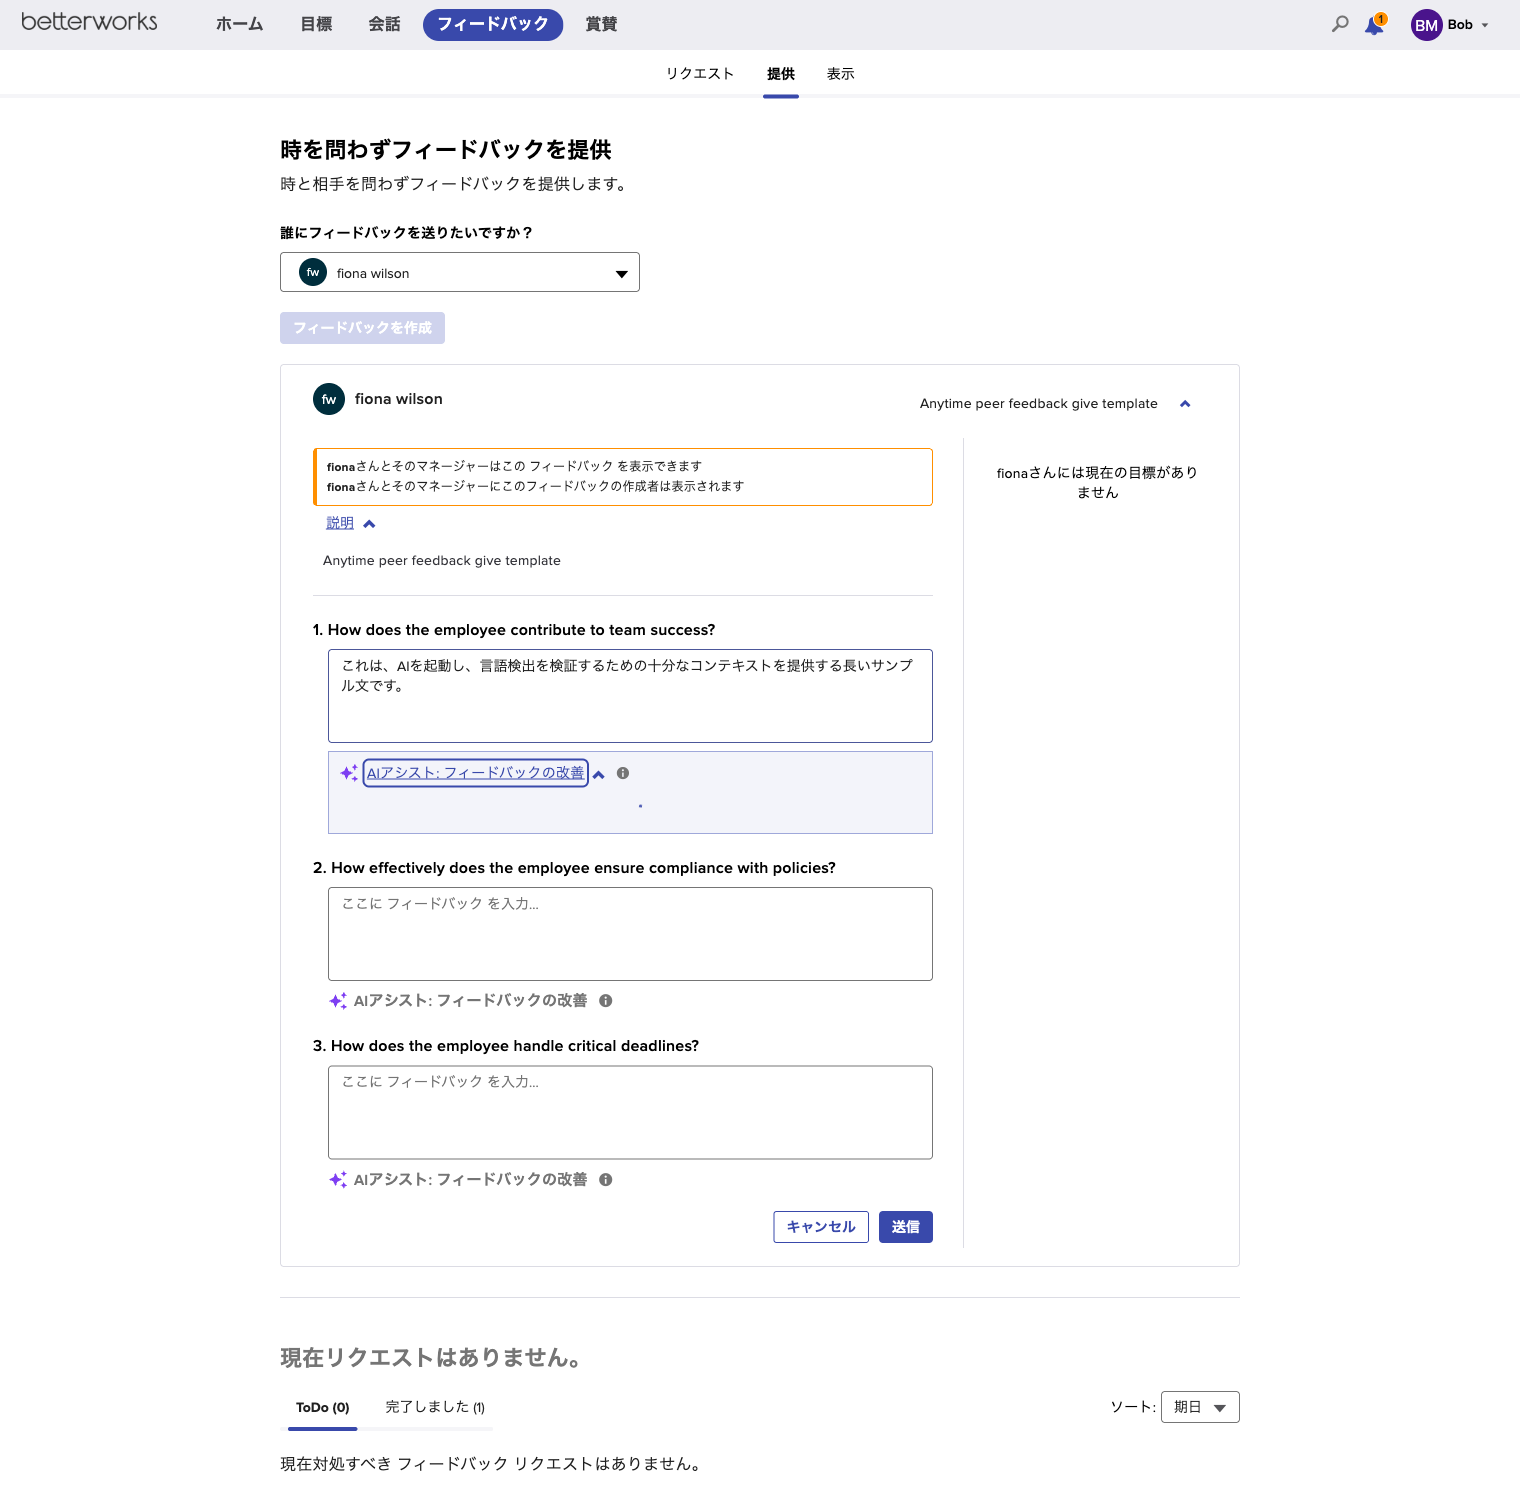 betterworks
ホーム 目標 会話 フィードバック 賞賛
1
BM Bob
リクエスト 提供 表示
時を問わずフィードバックを提供
時と相手を問わずフィードバックを提供します。
誰にフィードバックを送りたいですか？
fw fiona wilson
フィードバックを作成
fw fiona wilson
Anytime peer feedback give template
fionaさんとそのマネージャーはこの フィードバック を表示できます
fionaさんとそのマネージャーにこのフィードバックの作成者は表示されます
説明
Anytime peer feedback give template
fionaさんには現在の目標があり
ません
1. How does the employee contribute to team success?
これは、AIを起動し、言語検出を検証するための十分なコンテキストを提供する長いサンプ
ル文です。
AIアシスト: フィードバックの改善
2. How effectively does the employee ensure compliance with policies?
ここに フィードバック を入力...
AIアシスト: フィードバックの改善
3. How does the employee handle critical deadlines?
ここに フィードバック を入力...
AIアシスト: フィードバックの改善
キャンセル 送信
現在リクエストはありません。
ToDo (0) 完了しました (1)
ソート: 期日
現在対処すべき フィードバック リクエストはありません。